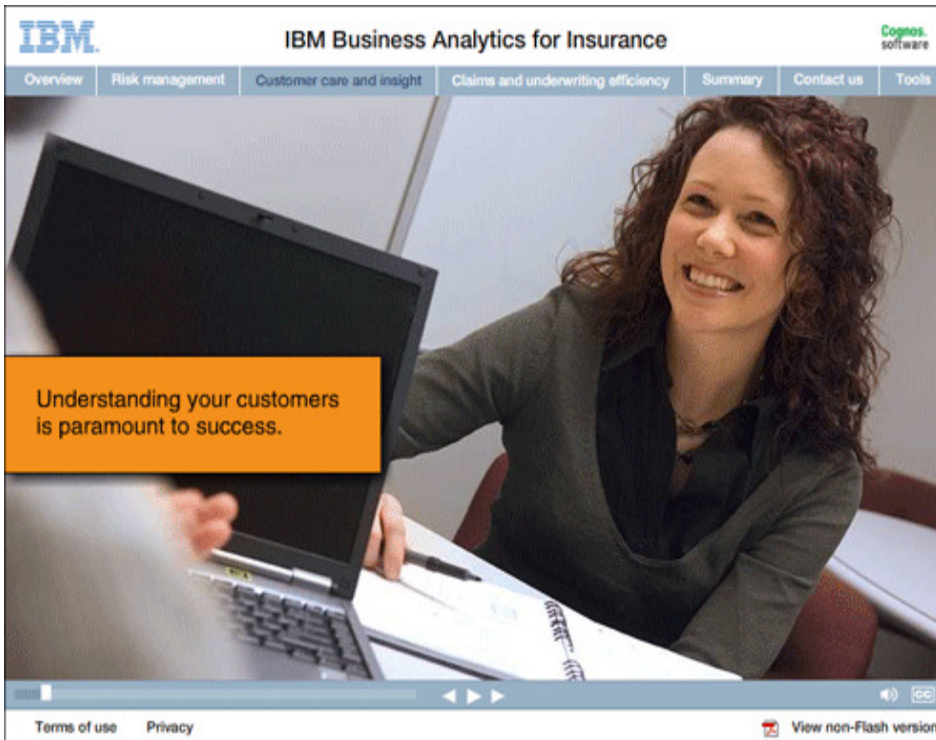 IBM.
IBM Business Analytics for Insurance
Cognos.
software
Overview Risk management Customer care and insight Claims and underwriting efficiency Summary Contact us Tools
Understanding your customers
is paramount to success.
CC
Terms of use Privacy View non-Flash version